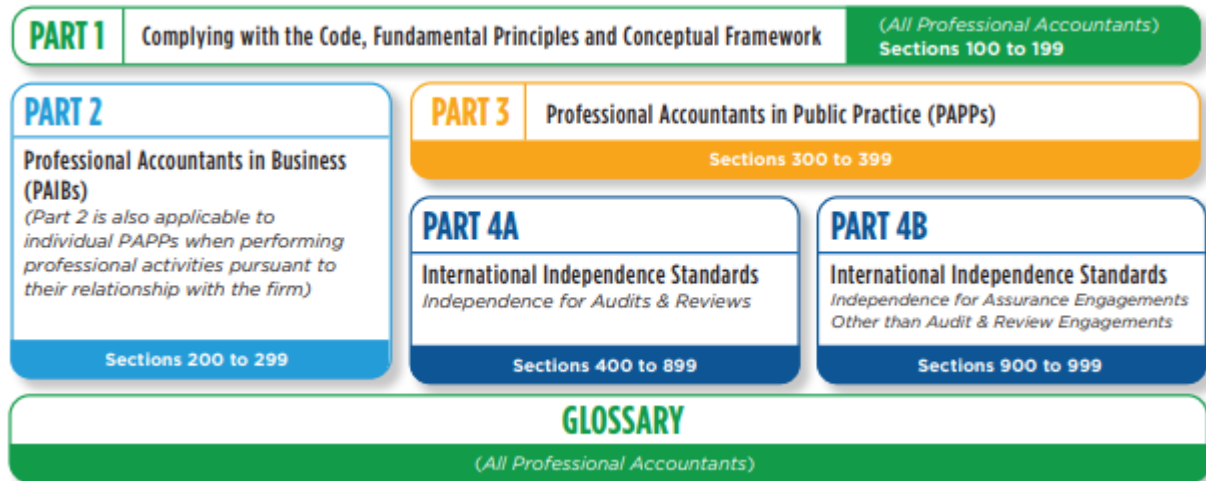 PART 1
Complying with the Code, Fundamental Principles and Conceptual Framework
(All Professional Accountants)
Sections 100 to 199
PART 2
Professional Accountants in Business
(PAIBs)
(Part 2 is also applicable to
individual PAPPs when performing
professional activities pursuant to
their relationship with the firm)
Sections 200 to 299
PART 3
Professional Accountants in Public Practice (PAPPs)
Sections 300 to 399
PART 4A
International Independence Standards
Independence for Audits & Reviews
Sections 400 to 899
PART 4B
International Independence Standards
Independence for Assurance Engagements
Other than Audit & Review Engagements
Sections 900 to 999
GLOSSARY
(All Professional Accountants)